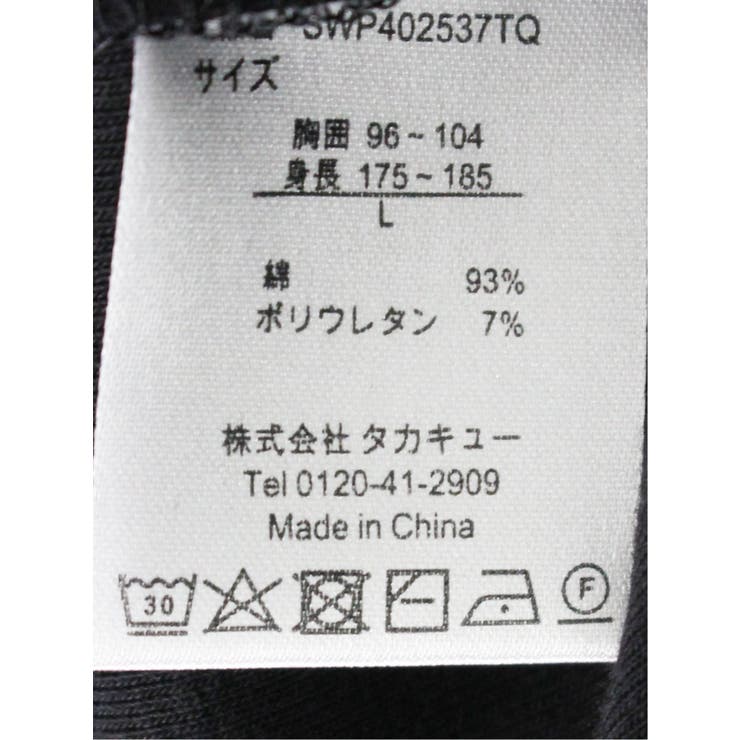 SWP402537TQ
サイズ
胸囲 96~104
身長 175~185
L
綿 93%
ポリウレタン 7%
株式会社 タカキュー
Tel 0120-41-2909
Made in China
30 F